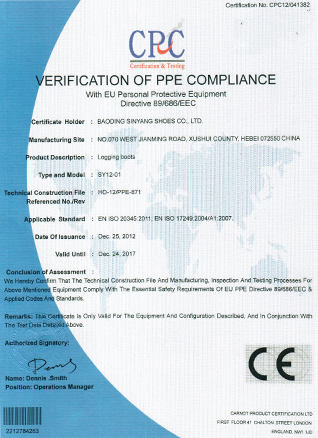 Certification No. CPC12/041382
CPC
Certification & Testing
VERIFICATION OF PPE COMPLIANCE
With EU Personal Protective Equipment
Directive 89/686/EEC
Certificate Holder : BAODING SINYANG SHOES CO., LTD.
Manufacturing Site : NO.070 WEST JIANMING ROAD, XUSHUI COUNTY, HEBEI 072550 CHINA
Product Description : Logging boots
Type and Model : SY12-01
Technical Construction File : HC-12/PPE-871
Referenced No./Rev
Applicable Standard : EN ISO 20345:2011; EN ISO 17249:2004/A1:2007.
Date Of Issuance : Dec. 25, 2012
Valid Until : Dec. 24, 2017
Conclusion of Assessment :
We Hereby Confirm That The Technical Construction File And Manufacturing, Inspection And Testing Processes For
Above Mentioned Equipment Comply With The Essential Safety Requirements Of EU PPE Directive 89/686/EEC &
Applied Codes And Standards.
Remarks: This Certificate Is Only Valid For The Equipment And Configuration Described, And In Conjunction With
The Test Data Detailed Above.
Authorized Signatory:
Name: Dennis .Smith
Position: Operations Manager
CE
2212784253
CARNOT PRODUCT CERTIFICATION LTD
FIRST FLOOR 41 CHALTON STREET LONDON
ENGLAND, NW1 1JD